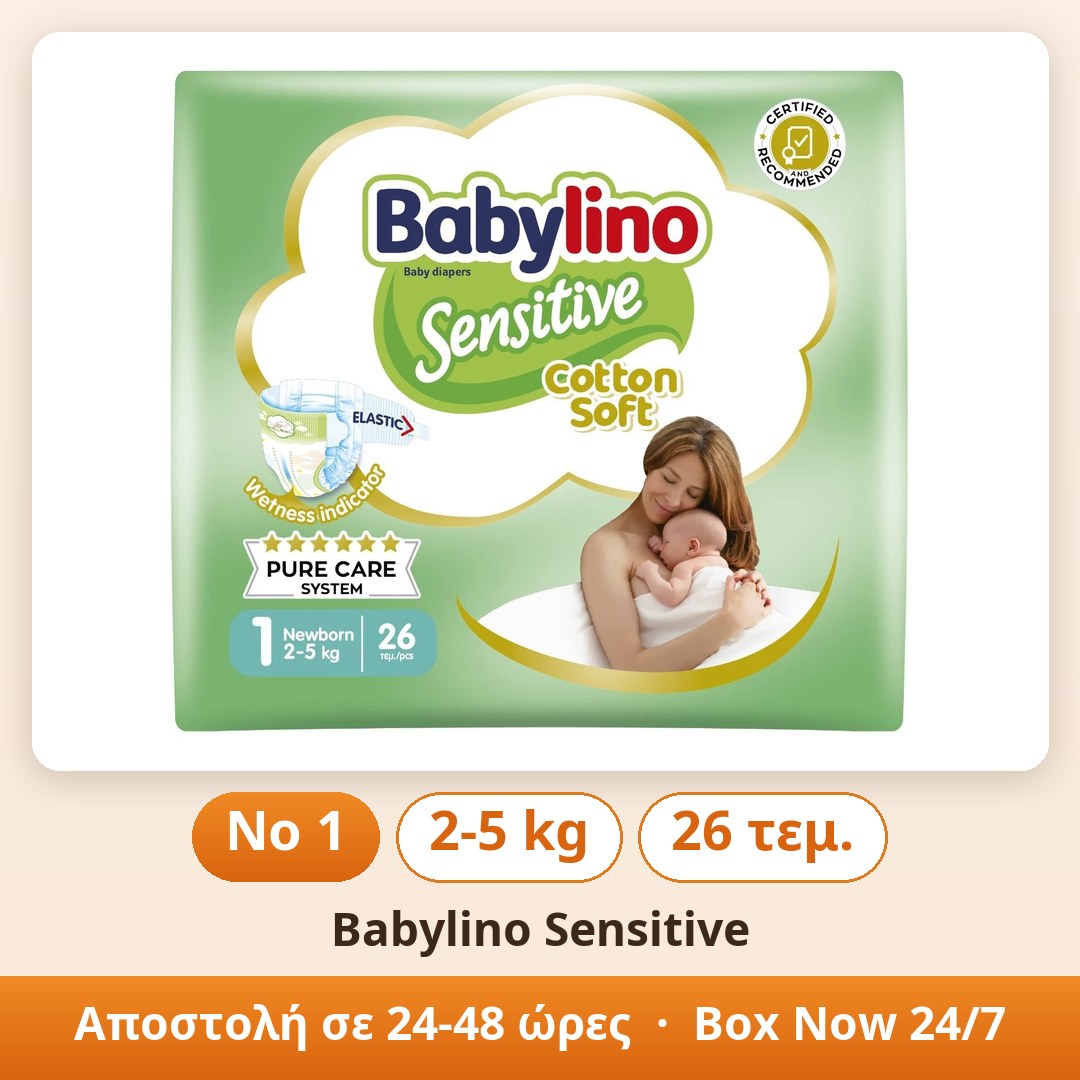 CERTIFIED
AND
RECOMMENDED
Babylino
Baby diapers
Sensitive
Cotton
Soft
ELASTIC
Wetness indicator
PURE CARE
SYSTEM
1 Newborn
2-5 kg
26
τεμ./pcs
Νο 1
2-5 kg
26 τεμ.
Babylino Sensitive
Αποστολή σε 24-48 ώρες · Box Now 24/7